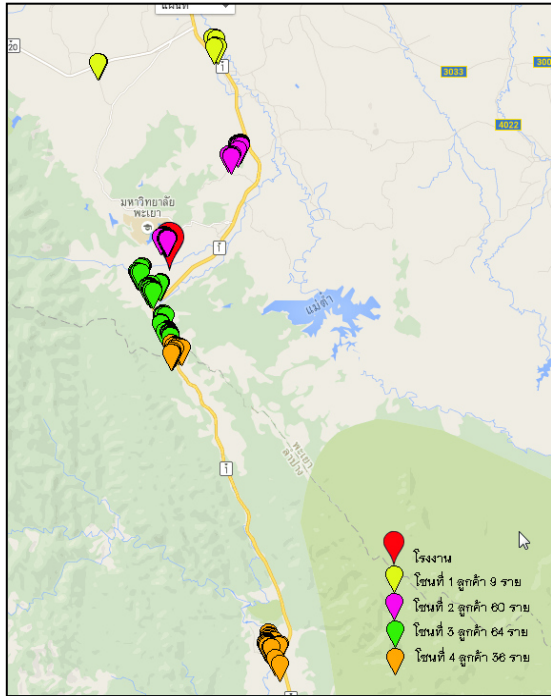 แผนที่
1
20
3033
300
4022
มหาวิทยาลัย
พะเยา
1
แม่ต๋ำ
พะเยา
ลำปาง
1
โรงงาน
โซนที่ 1 ลูกค้า 9 ราย
โซนที่ 2 ลูกค้า 60 ราย
โซนที่ 3 ลูกค้า 64 ราย
โซนที่ 4 ลูกค้า 36 ราย
1